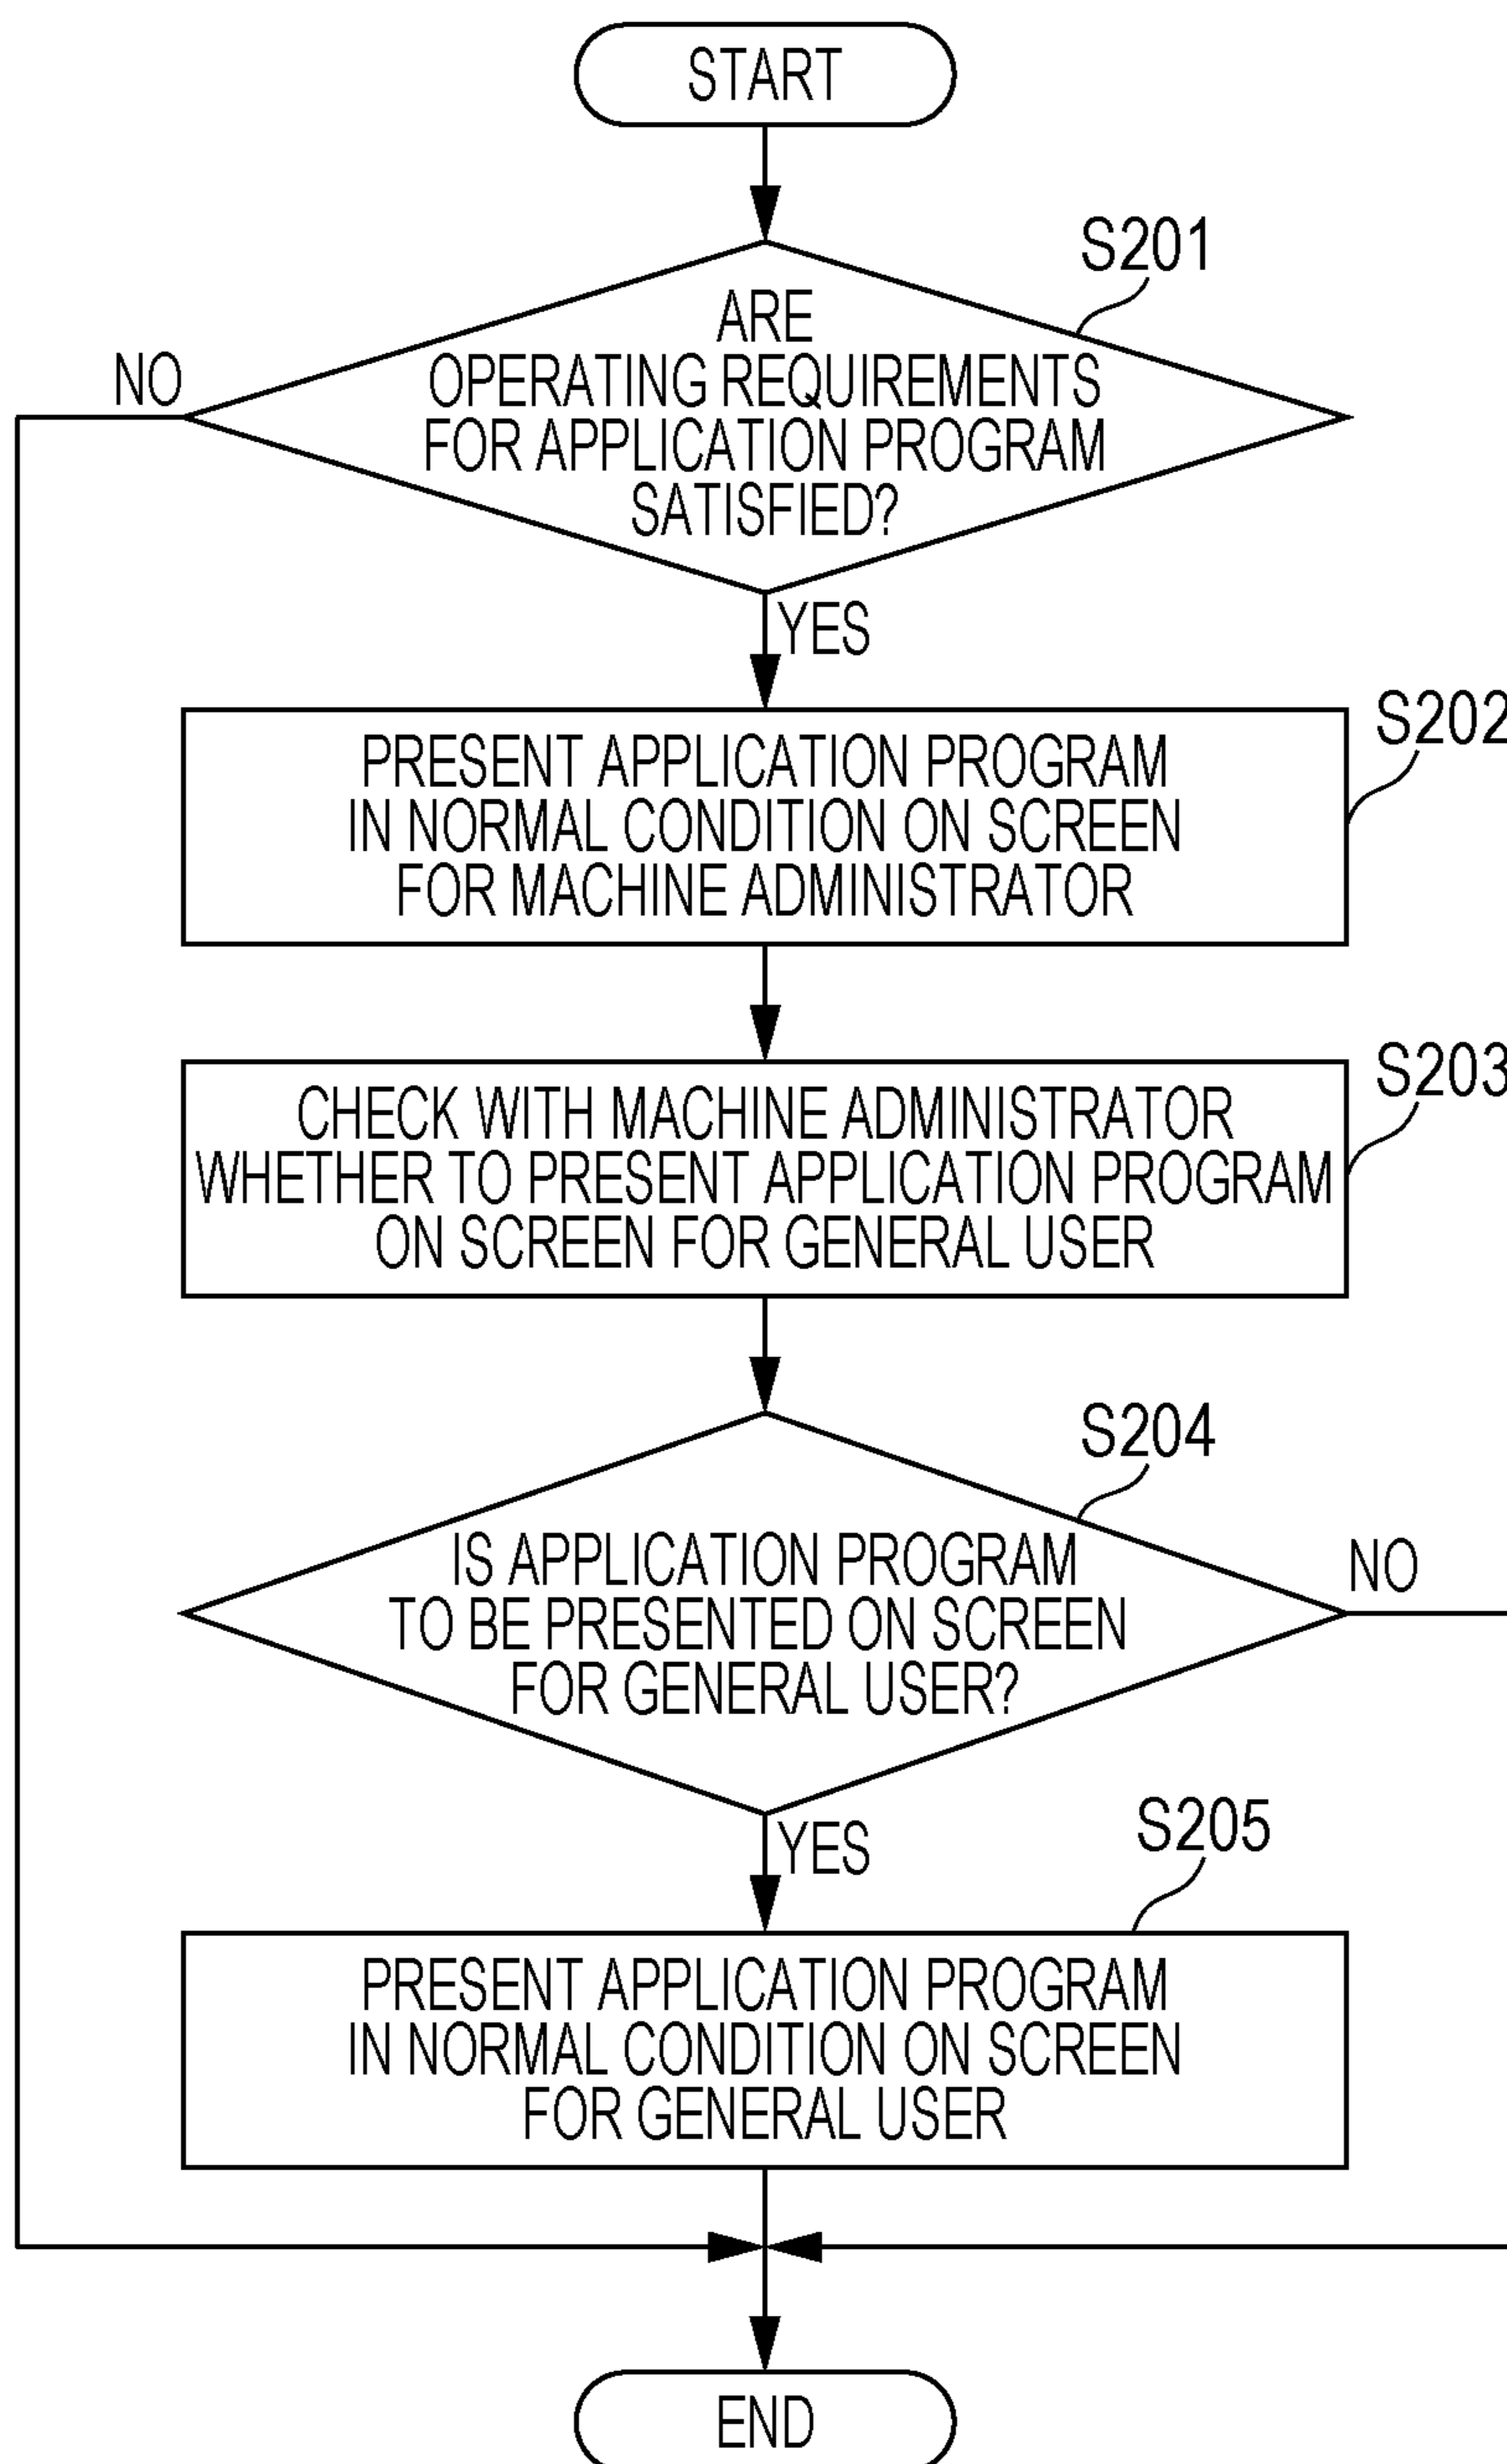 START
S201
ARE
OPERATING REQUIREMENTS
FOR APPLICATION PROGRAM
SATISFIED?
NO
YES
S202
PRESENT APPLICATION PROGRAM
IN NORMAL CONDITION ON SCREEN
FOR MACHINE ADMINISTRATOR
S203
CHECK WITH MACHINE ADMINISTRATOR
WHETHER TO PRESENT APPLICATION PROGRAM
ON SCREEN FOR GENERAL USER
S204
IS APPLICATION PROGRAM
TO BE PRESENTED ON SCREEN
FOR GENERAL USER?
NO
YES
S205
PRESENT APPLICATION PROGRAM
IN NORMAL CONDITION ON SCREEN
FOR GENERAL USER
END